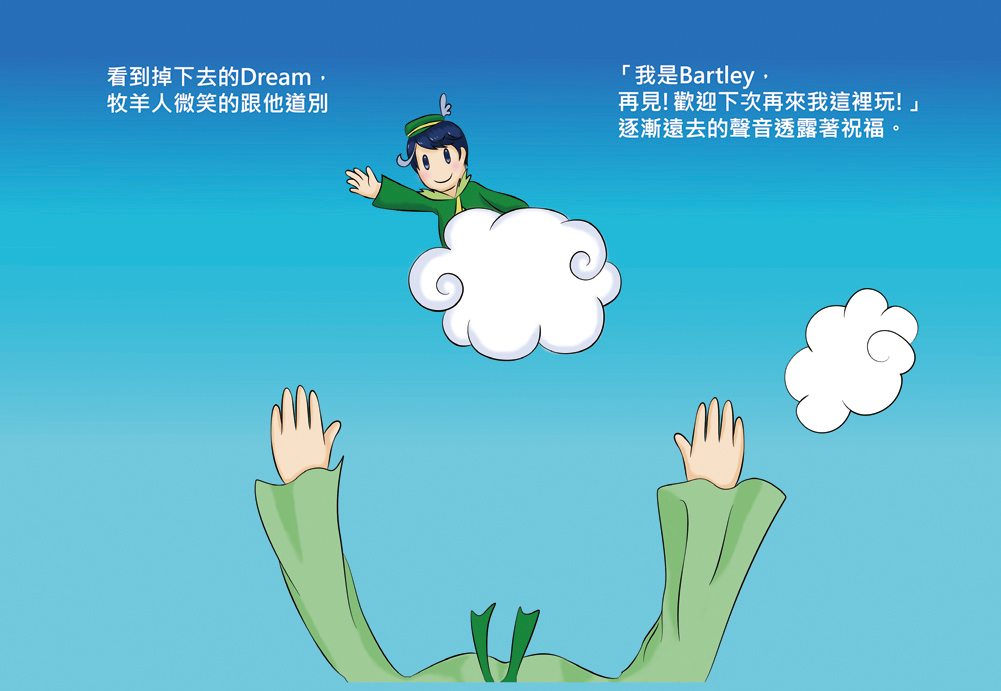 看到掉下去的Dream，
牧羊人微笑的跟他道別
「我是Bartley，
再見! 歡迎下次再來我這裡玩! 」
逐漸遠去的聲音透露著祝福。